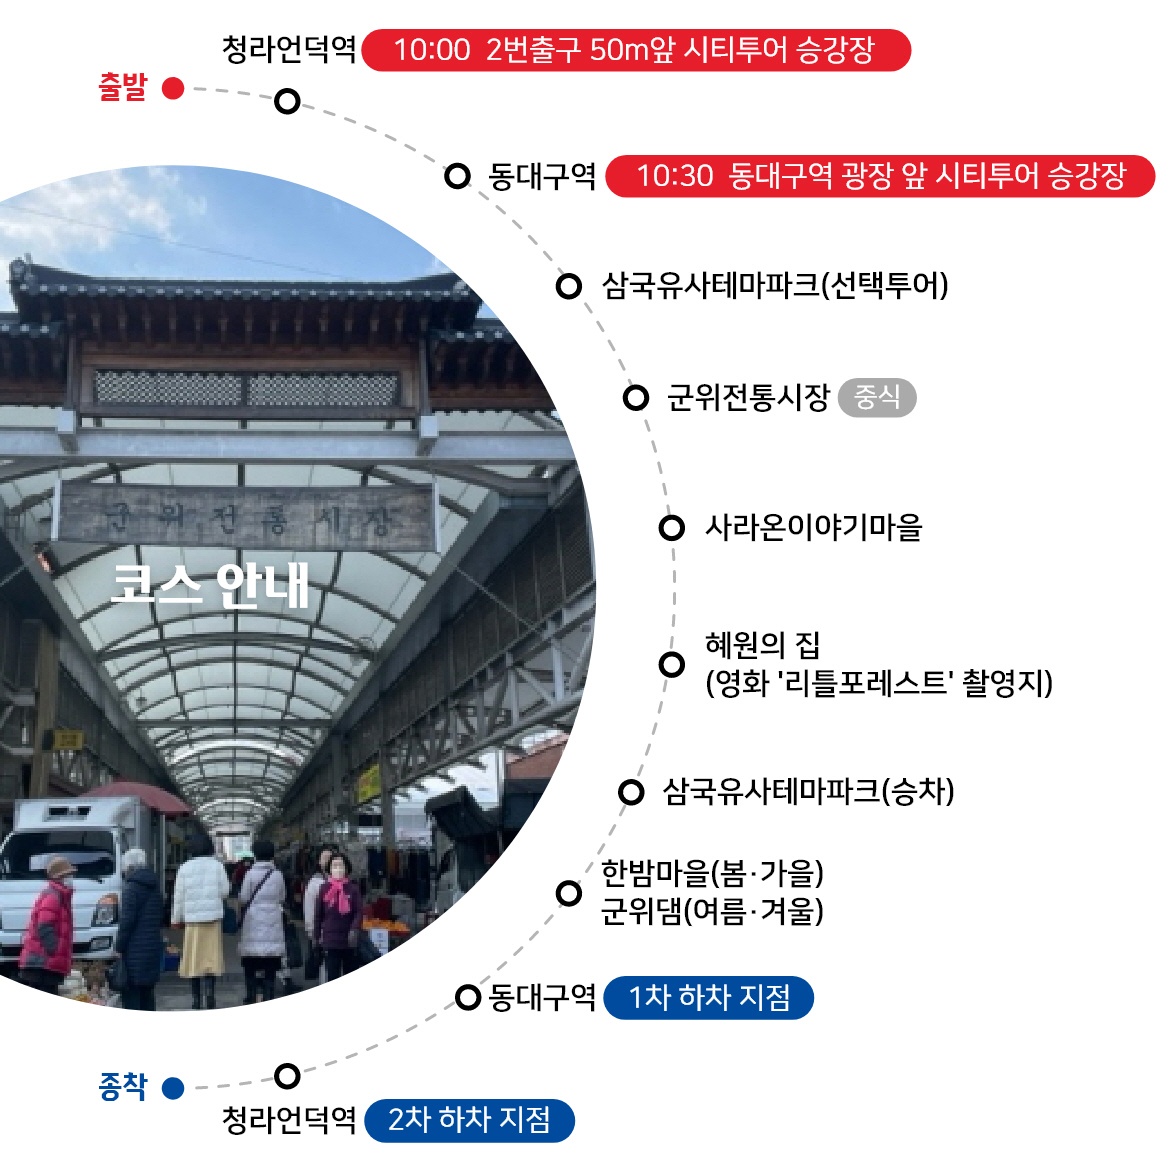 청라언덕역 10:00 2번출구 50m앞 시티투어 승강장
출발
동대구역 10:30 동대구역 광장 앞 시티투어 승강장
삼국유사테마파크(선택투어)
군위전통시장 중식
군위전통시장
사라온이야기마을
코스 안내
혜원의 집
(영화 '리틀포레스트' 촬영지)
삼국유사테마파크(승차)
한밤마을(봄·가을)
군위댐(여름·겨울)
동대구역 1차 하차 지점
종착
청라언덕역 2차 하차 지점